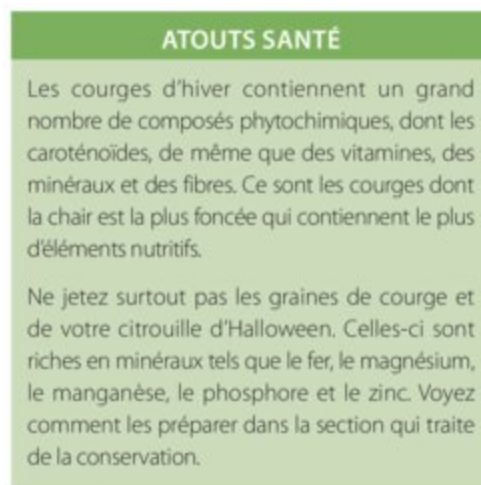 ATOUTS SANTÉ
Les courges d'hiver contiennent un grand
nombre de composés phytochimiques, dont les
caroténoïdes, de même que des vitamines, des
minéraux et des fibres. Ce sont les courges dont
la chair est la plus foncée qui contiennent le plus
d'éléments nutritifs.
Ne jetez surtout pas les graines de courge et
de votre citrouille d'Halloween. Celles-ci sont
riches en minéraux tels que le fer, le magnésium,
le manganèse, le phosphore et le zinc. Voyez
comment les préparer dans la section qui traite
de la conservation.